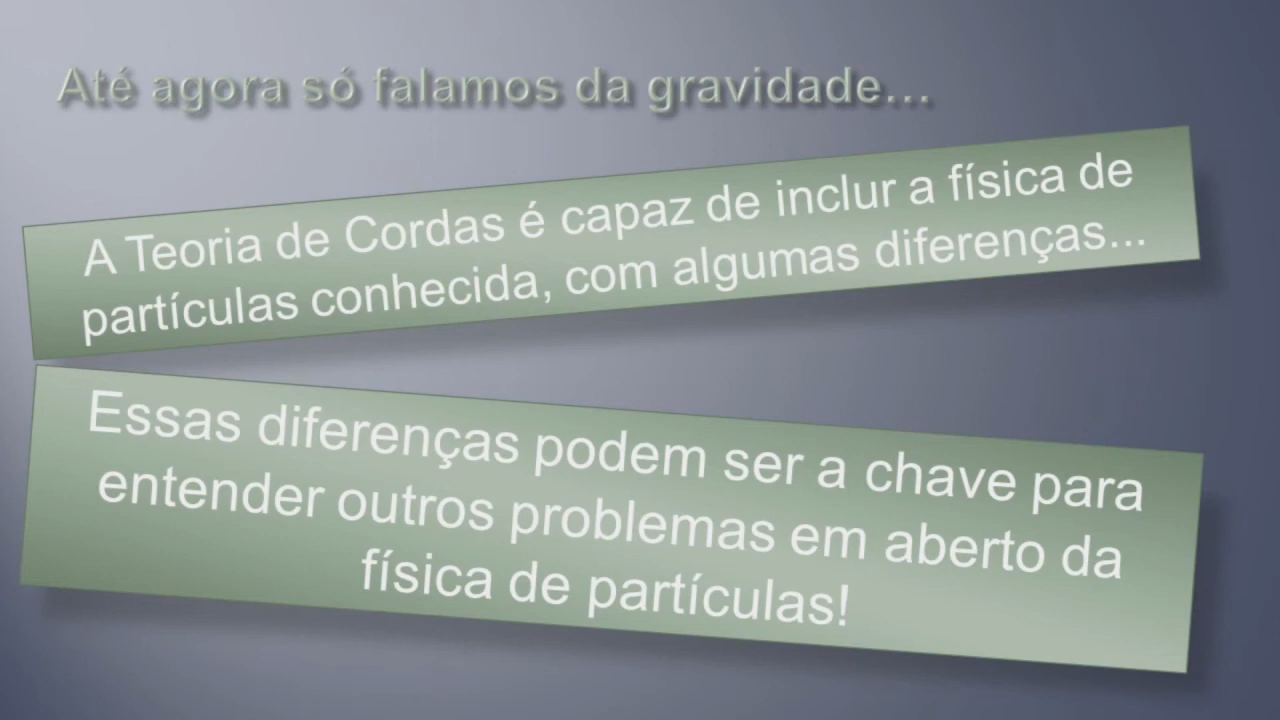 Até agora só falamos da gravidade...
A Teoria de Cordas é capaz de inclur a física de
partículas conhecida, com algumas diferenças...
Essas diferenças podem ser a chave para
entender outros problemas em aberto da
física de partículas!